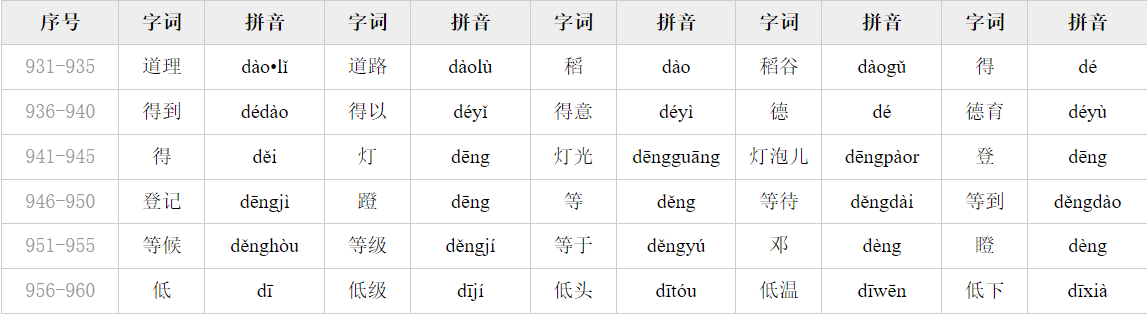 序号 字词 拼音 字词 拼音 字词 拼音 字词 拼音 字词 拼音
931-935 道理 dào•lǐ 道路 dàolù 稻 dào 稻谷 dàogǔ 得 dé
936-940 得到 dédào 得以 déyǐ 得意 déyì 德 dé 德育 déyù
941-945 得 děi 灯 dēng 灯光 dēngguāng 灯泡儿 dēngpàor 登 dēng
946-950 登记 dēngjì 蹬 dēng 等 děng 等待 děngdài 等到 děngdào
951-955 等候 děnghòu 等级 děngjí 等于 děngyú 邓 dèng 瞪 dèng
956-960 低 dī 低级 dījí 低头 dītóu 低温 dīwēn 低下 dīxià